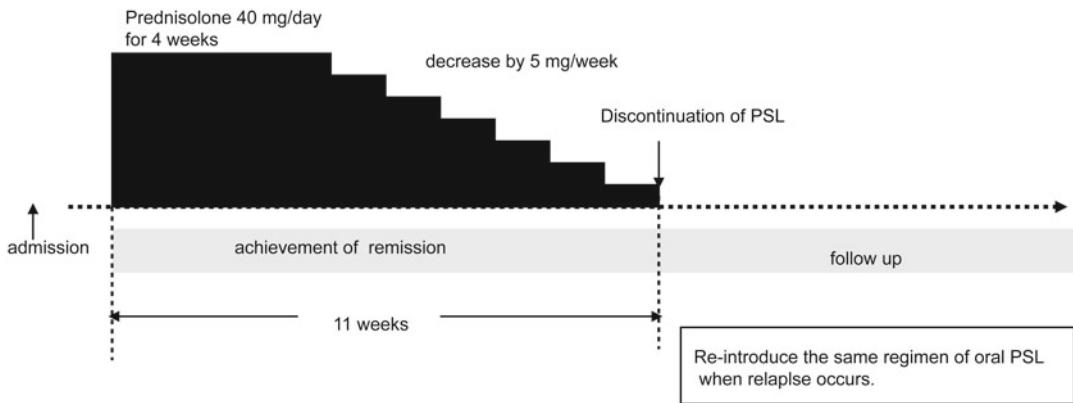 Prednisolone 40 mg/day
for 4 weeks
decrease by 5 mg/week
Discontinuation of PSL
admission
achievement of remission
follow up
11 weeks
Re-introduce the same regimen of oral PSL
when relaplse occurs.